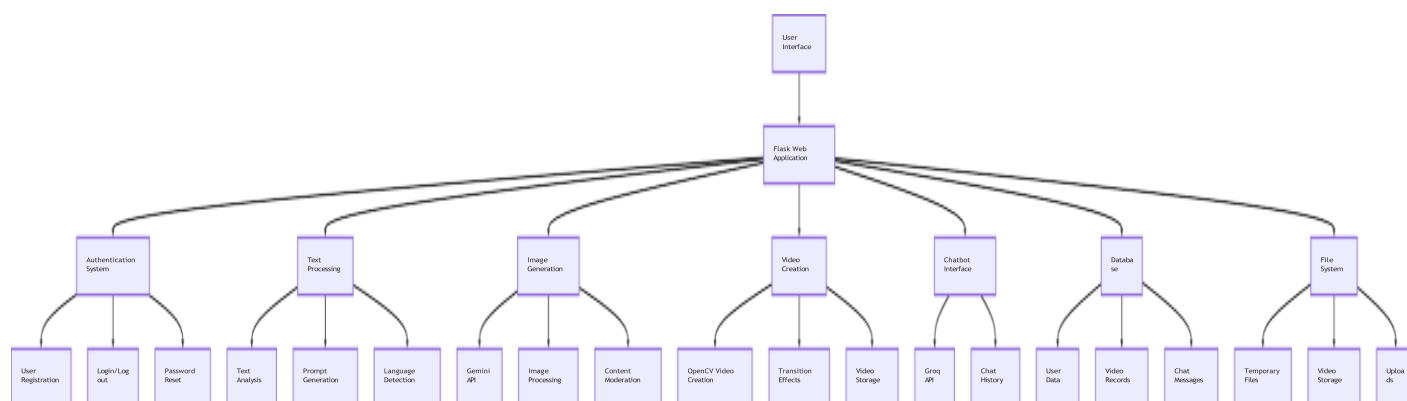 User
Interface
Flask Web
Application
Authentication
System
Text
Processing
Image
Generation
Video
Creation
Chatbot
Interface
Databa
se
File
System
User
Registration
Login/Log
out
Password
Reset
Text
Analysis
Prompt
Generation
Language
Detection
Gemini
API
Image
Processing
Content
Moderation
OpenCV Video
Creation
Transition
Effects
Video
Storage
Groq
API
Chat
History
User
Data
Video
Records
Chat
Messages
Temporary
Files
Video
Storage
Uploa
ds